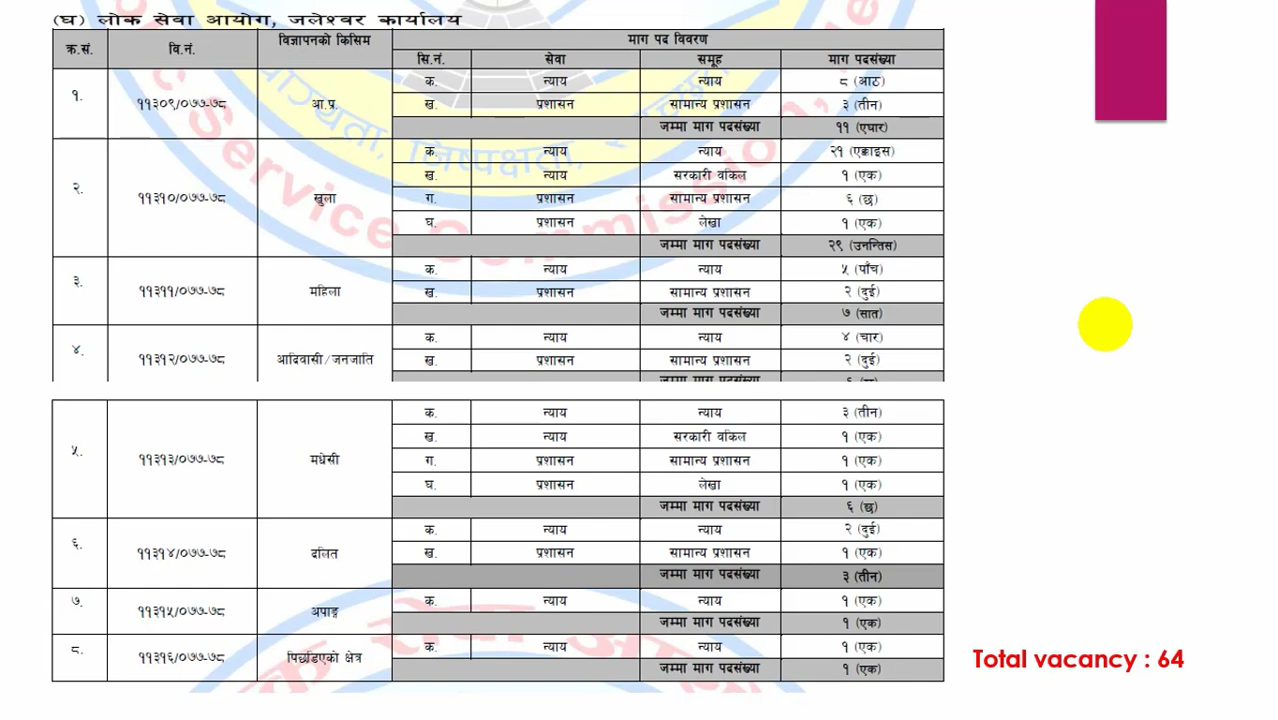 (घ) लोक सेवा आयोग, जलेश्वर कार्यालय
क्र.सं. वि.नं. विज्ञापनको किसिम माग पद विवरण
सि.नं. सेवा समूह माग पदसंख्या
१. ११३०९/०७७-७८ आ.प्र. क. न्याय न्याय ८ (आठ)
ख. प्रशासन सामान्य प्रशासन ३ (तीन)
जम्मा माग पदसंख्या ११ (एघार)
२. ११३१०/०७७-७८ खुला क. न्याय न्याय २१ (एक्काइस)
ख. न्याय सरकारी वकिल १ (एक)
ग. प्रशासन सामान्य प्रशासन ६ (छ)
घ. प्रशासन लेखा १ (एक)
जम्मा माग पदसंख्या २९ (उनन्तिस)
३. ११३११/०७७-७८ महिला क. न्याय न्याय ५ (पाँच)
ख. प्रशासन सामान्य प्रशासन २ (दुई)
जम्मा माग पदसंख्या ७ (सात)
४. ११३१२/०७७-७८ आदिवासी/जनजाति क. न्याय न्याय ४ (चार)
ख. प्रशासन सामान्य प्रशासन २ (दुई)
जम्मा माग पदसंख्या
५. ११३१३/०७७-७८ मधेसी क. न्याय न्याय ३ (तीन)
ख. न्याय सरकारी वकिल १ (एक)
ग. प्रशासन सामान्य प्रशासन १ (एक)
घ. प्रशासन लेखा १ (एक)
जम्मा माग पदसंख्या ६ (छ)
६. ११३१४/०७७-७८ दलित क. न्याय न्याय २ (दुई)
ख. प्रशासन सामान्य प्रशासन १ (एक)
जम्मा माग पदसंख्या ३ (तीन)
७. ११३१५/०७७-७८ अपाङ्ग क. न्याय न्याय १ (एक)
जम्मा माग पदसंख्या १ (एक)
८. ११३१६/०७७-७८ पिछडिएको क्षेत्र क. न्याय न्याय १ (एक)
जम्मा माग पदसंख्या १ (एक)
Total vacancy : 64
Service Commission,
निष्पक्षता,